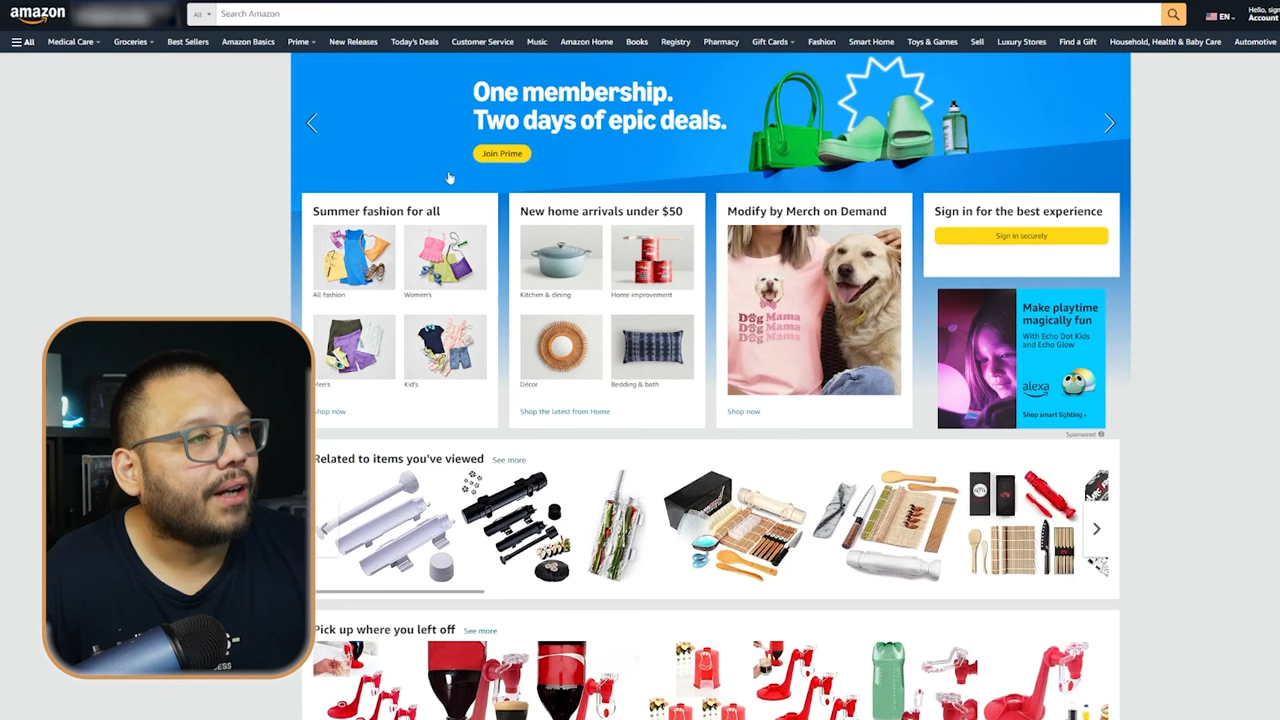 amazon
All
Search Amazon
EN
Hello, sign
Account
All
Medical Care
Groceries
Best Sellers
Amazon Basics
Prime
New Releases
Today's Deals
Customer Service
Music
Amazon Home
Books
Registry
Pharmacy
Gift Cards
Fashion
Smart Home
Toys & Games
Sell
Luxury Stores
Find a Gift
Household, Health & Baby Care
Automotive
One membership.
Two days of epic deals.
Join Prime
Summer fashion for all
All fashion
Women's
Men's
Kid's
Shop now
New home arrivals under $50
Kitchen & dining
Home improvement
Décor
Bedding & bath
Shop the latest from Home
Modify by Merch on Demand
Dog Mama
Dog Mama
Dog Mama
Shop now
Sign in for the best experience
Sign in securely
Make playtime
magically fun
With Echo Dot Kids
and Echo Glow
alexa
Shop smart lighting ›
Sponsored
Related to items you've viewed
See more
Pick up where you left off
See more